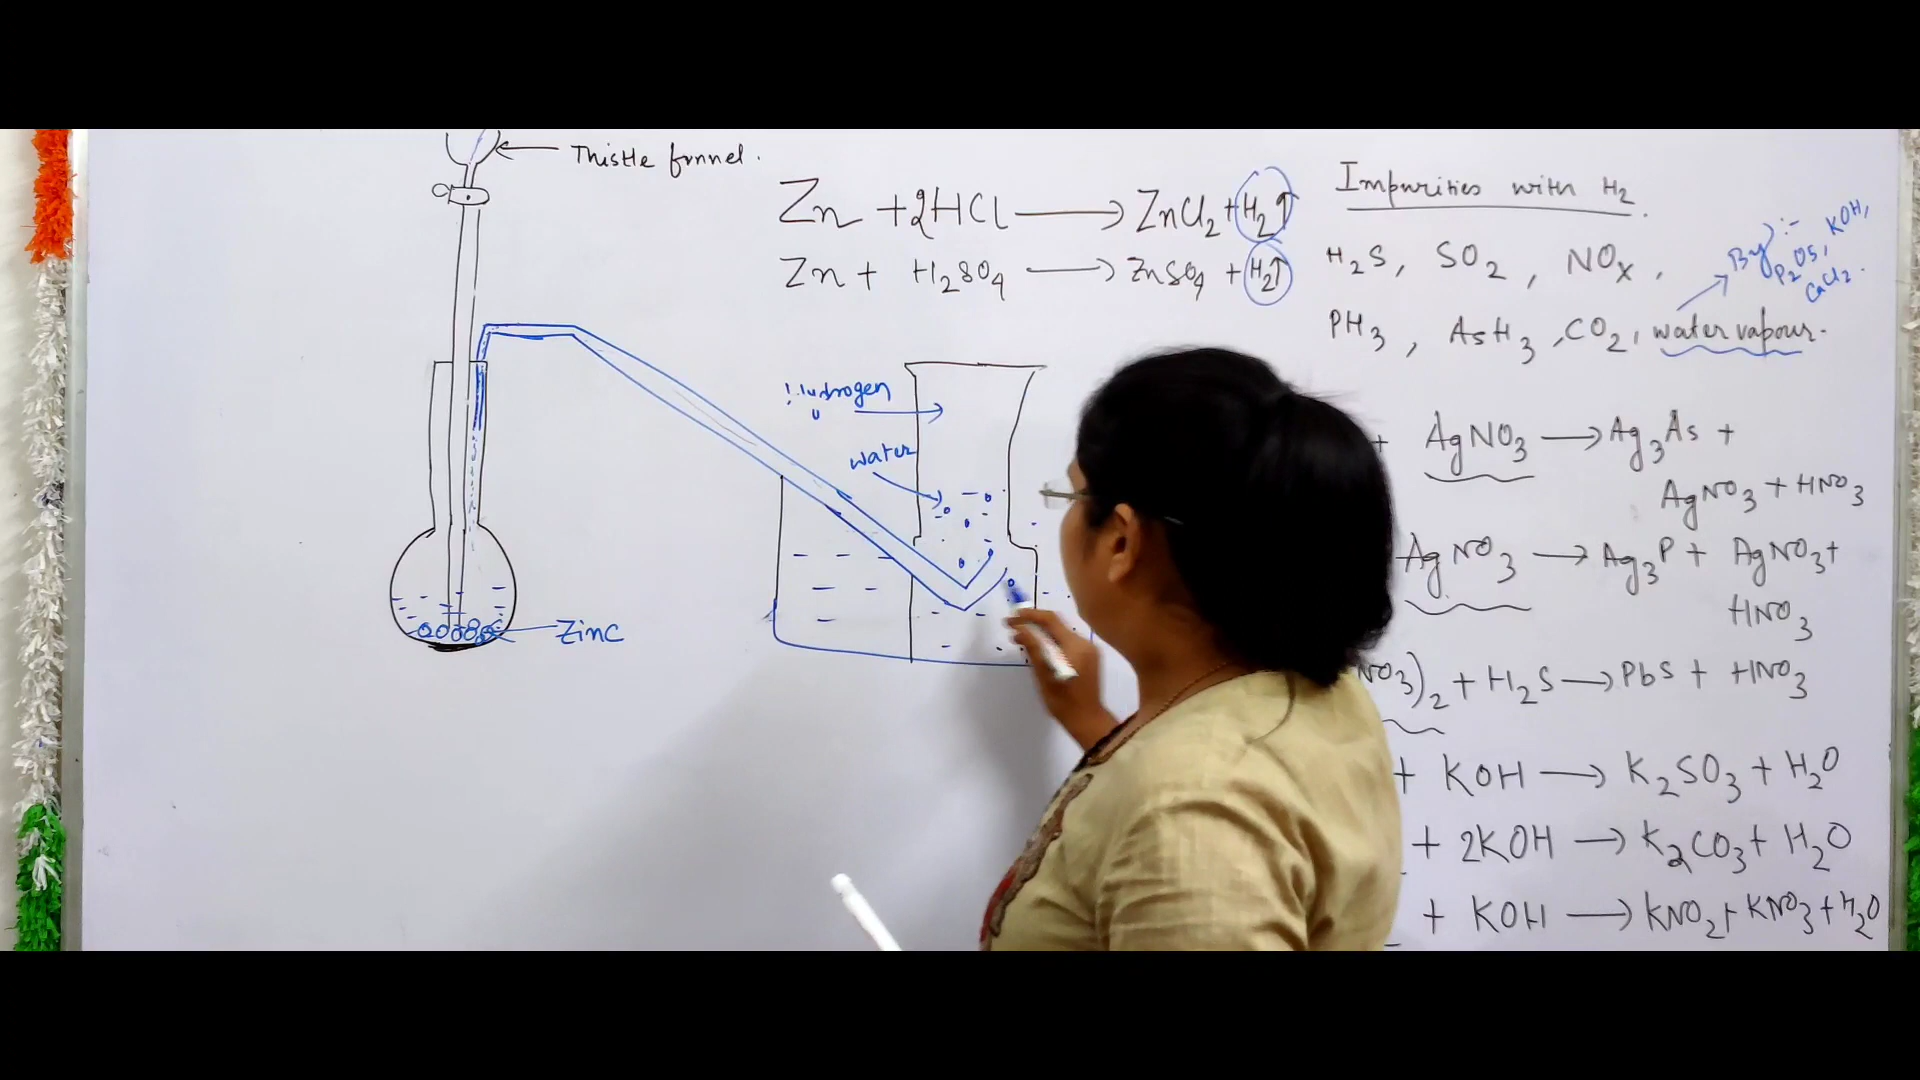 Thistle funnel.
Zn + 2HCl ⟶ ZnCl₂ + H₂↑
Zn + H₂SO₄ ⟶ ZnSO₄ + H₂↑
Hydrogen
water
Zinc
Impurities with H₂
H₂S, SO₂, NOx,
By :- KOH,
P₂O5,
CaCl₂.
PH₃, AsH₃, CO₂, water vapour.
+ AgNO₃ ⟶ Ag₃As +
AgNO₃ + HNO₃
AgNO₃ ⟶ Ag₃P + AgNO₃ +
HNO₃
NO₃)₂ + H₂S ⟶ PbS + HNO₃
+ KOH ⟶ K₂SO₃ + H₂O
+ 2KOH ⟶ K₂CO₃ + H₂O
+ KOH ⟶ KNO₂ + KNO₃ + H₂O